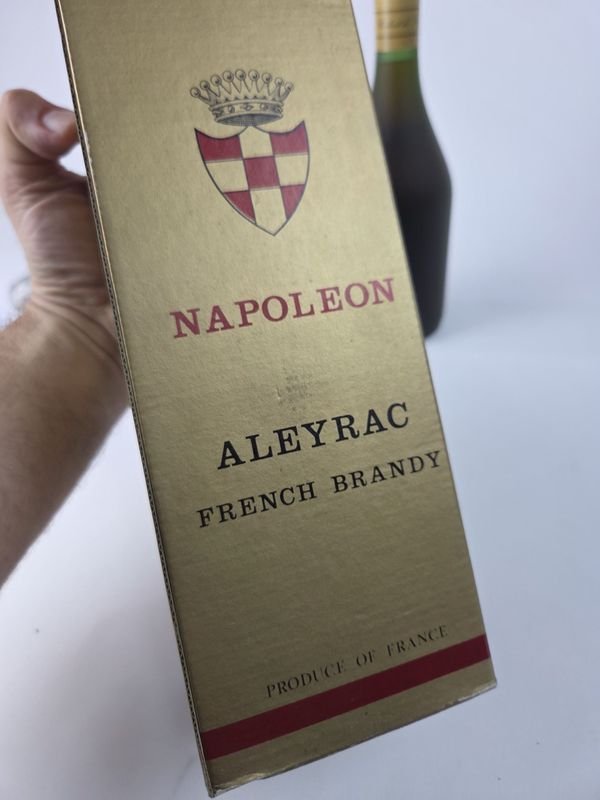 NAPOLEON
ALEYRAC
FRENCH BRANDY
PRODUCE OF FRANCE